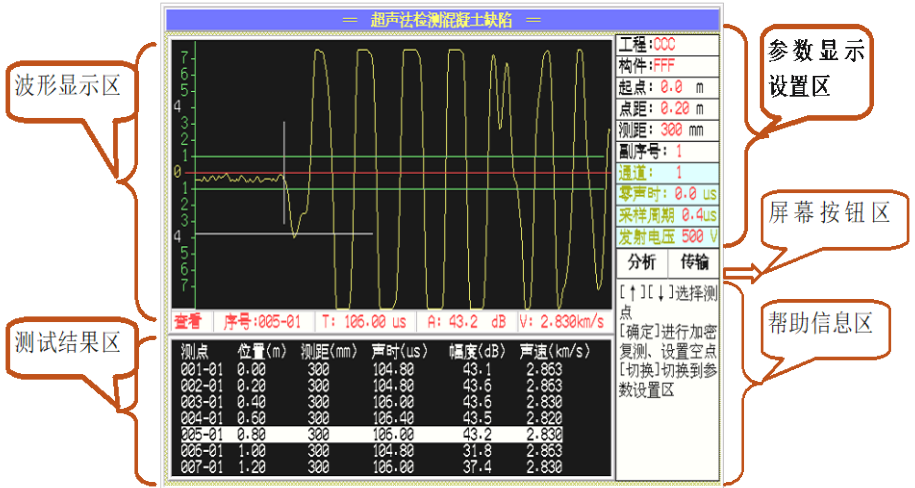 ═ 超声法检测混凝土缺陷 ═
波形显示区
测试结果区
7
6
5
4
3
2
1
0
1
2
3
4
5
6
7
查看 序号:005-01 T: 106.00 us A: 43.2 dB V: 2.830km/s
测点 位置(m) 测距(mm) 声时(us) 幅度(dB) 声速(km/s)
001-01 0.00 300 104.80 43.1 2.863
002-01 0.20 300 104.80 43.6 2.863
003-01 0.40 300 106.00 43.6 2.830
004-01 0.60 300 106.40 43.5 2.820
005-01 0.80 300 106.00 43.2 2.830
006-01 1.00 300 104.80 31.8 2.863
007-01 1.20 300 106.00 37.4 2.830
工程:CCC
构件:FFF
起点: 0.0 m
点距: 0.20 m
测距: 300 mm
副序号: 1
通道: 1
零声时: 0.0 us
采样周期 0.4us
发射电压 500 V
分析 传输
[↑][↓]选择测
点
[确定]进行加密
复测、设置空点
[切换]切换到参
数设置区
参数显示
设置区
屏幕按钮区
帮助信息区